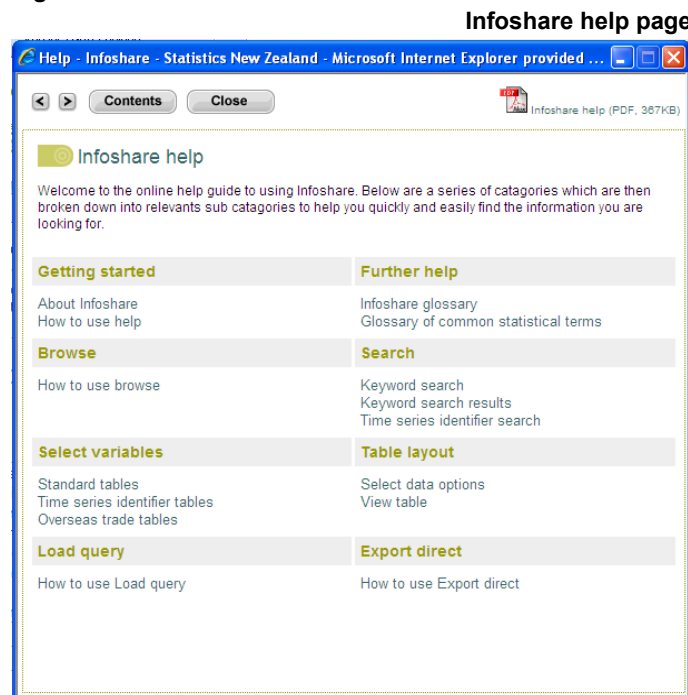 Infoshare help page
Help - Infoshare - Statistics New Zealand - Microsoft Internet Explorer provided ...
< > Contents Close
Infoshare help (PDF, 367KB)
Infoshare help
Welcome to the online help guide to using Infoshare. Below are a series of catagories which are then
broken down into relevants sub catagories to help you quickly and easily find the information you are
looking for.
Getting started
About Infoshare
How to use help
Further help
Infoshare glossary
Glossary of common statistical terms
Browse
How to use browse
Search
Keyword search
Keyword search results
Time series identifier search
Select variables
Standard tables
Time series identifier tables
Overseas trade tables
Table layout
Select data options
View table
Load query
How to use Load query
Export direct
How to use Export direct